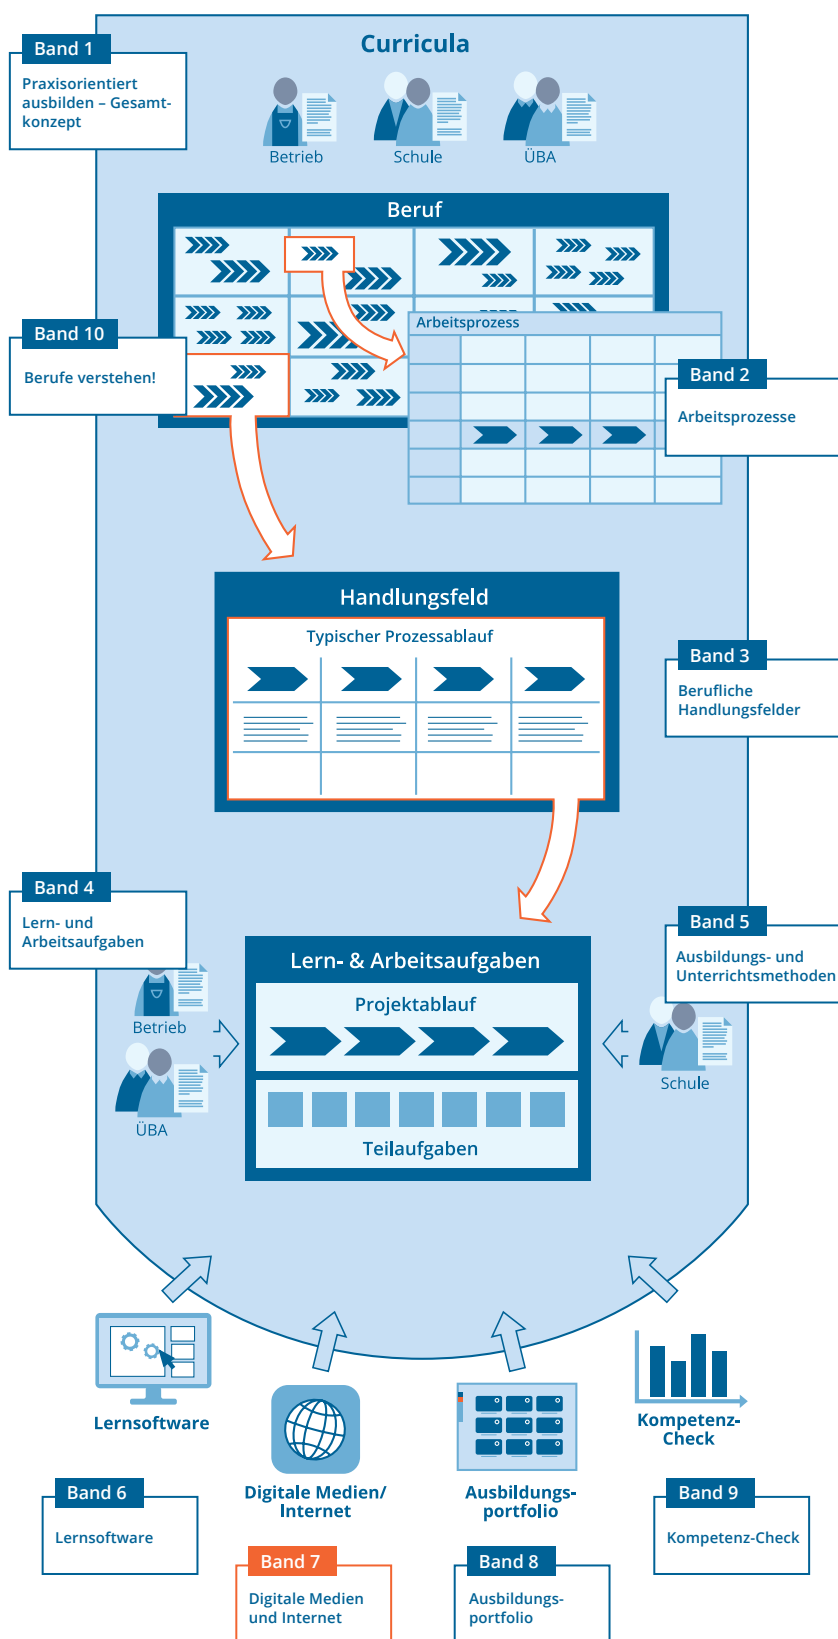 Curricula
Band 1
Praxisorientiert
ausbilden – Gesamt-
konzept
Betrieb
Schule
ÜBA
Beruf
Arbeitsprozess
Band 10
Berufe verstehen!
Band 2
Arbeitsprozesse
Handlungsfeld
Typischer Prozessablauf
Band 3
Berufliche
Handlungsfelder
Band 4
Lern- und
Arbeitsaufgaben
Band 5
Ausbildungs- und
Unterrichtsmethoden
Lern- & Arbeitsaufgaben
Projektablauf
Teilaufgaben
Betrieb
ÜBA
Schule
Lernsoftware
Digitale Medien/
Internet
Ausbildungs-
portfolio
Kompetenz-
Check
Band 6
Lernsoftware
Band 7
Digitale Medien
und Internet
Band 8
Ausbildungs-
portfolio
Band 9
Kompetenz-Check